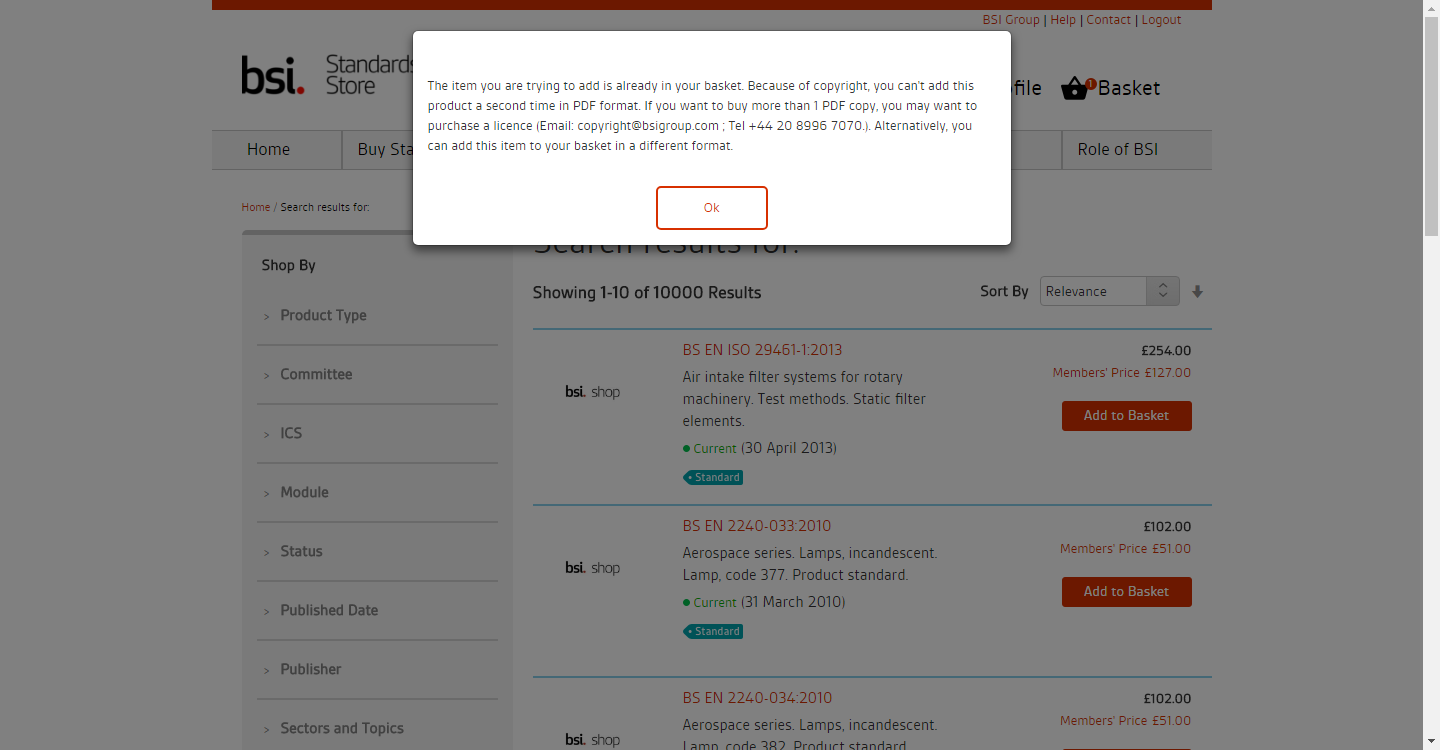 BSI Group | Help | Contact | Logout
bsi. Standards
Store
file
1
Basket
The item you are trying to add is already in your basket. Because of copyright, you can't add this
product a second time in PDF format. If you want to buy more than 1 PDF copy, you may want to
purchase a licence (Email: copyright@bsigroup.com ; Tel +44 20 8996 7070.). Alternatively, you
can add this item to your basket in a different format.
Ok
Home
Buy Sta
Role of BSI
Home / Search results for:
Search results for:
Shop By
> Product Type
> Committee
> ICS
> Module
> Status
> Published Date
> Publisher
> Sectors and Topics
Showing 1-10 of 10000 Results
Sort By
Relevance
bsi. shop
BS EN ISO 29461-1:2013
Air intake filter systems for rotary
machinery. Test methods. Static filter
elements.
Current (30 April 2013)
Standard
£254.00
Members' Price £127.00
Add to Basket
bsi. shop
BS EN 2240-033:2010
Aerospace series. Lamps, incandescent.
Lamp, code 377. Product standard.
Current (31 March 2010)
Standard
£102.00
Members' Price £51.00
Add to Basket
bsi. shop
BS EN 2240-034:2010
Aerospace series. Lamps, incandescent.
Lamp, code 382. Product standard.
£102.00
Members' Price £51.00